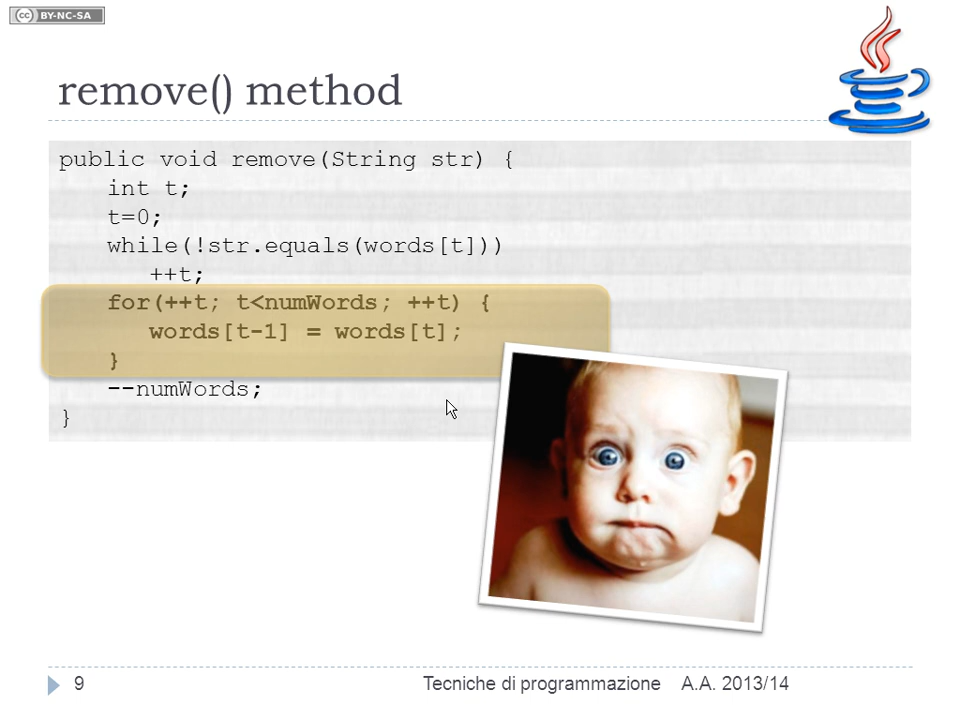 cc BY-NC-SA
remove() method
public void remove(String str) {
int t;
t=0;
while(!str.equals(words[t]))
++t;
for(++t; t<numWords; ++t) {
words[t-1] = words[t];
}
--numWords;
}
9 Tecniche di programmazione A.A. 2013/14